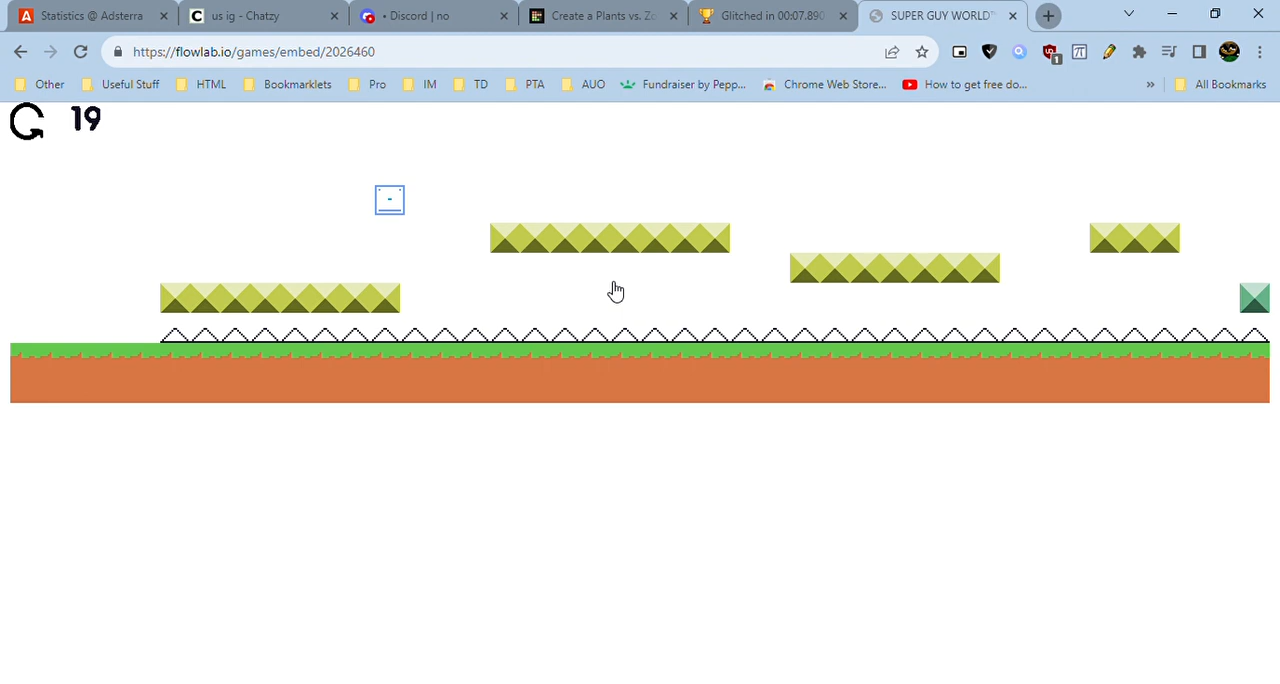 Statistics @ Adsterra
us ig - Chatzy
• Discord | no
Create a Plants vs. Zo
Glitched in 00:07.890
SUPER GUY WORLD™
https://flowlab.io/games/embed/2026460
1
Other
Useful Stuff
HTML
Bookmarklets
Pro
IM
TD
PTA
AUO
Fundraiser by Pepp...
Chrome Web Store...
How to get free do...
»
All Bookmarks
19